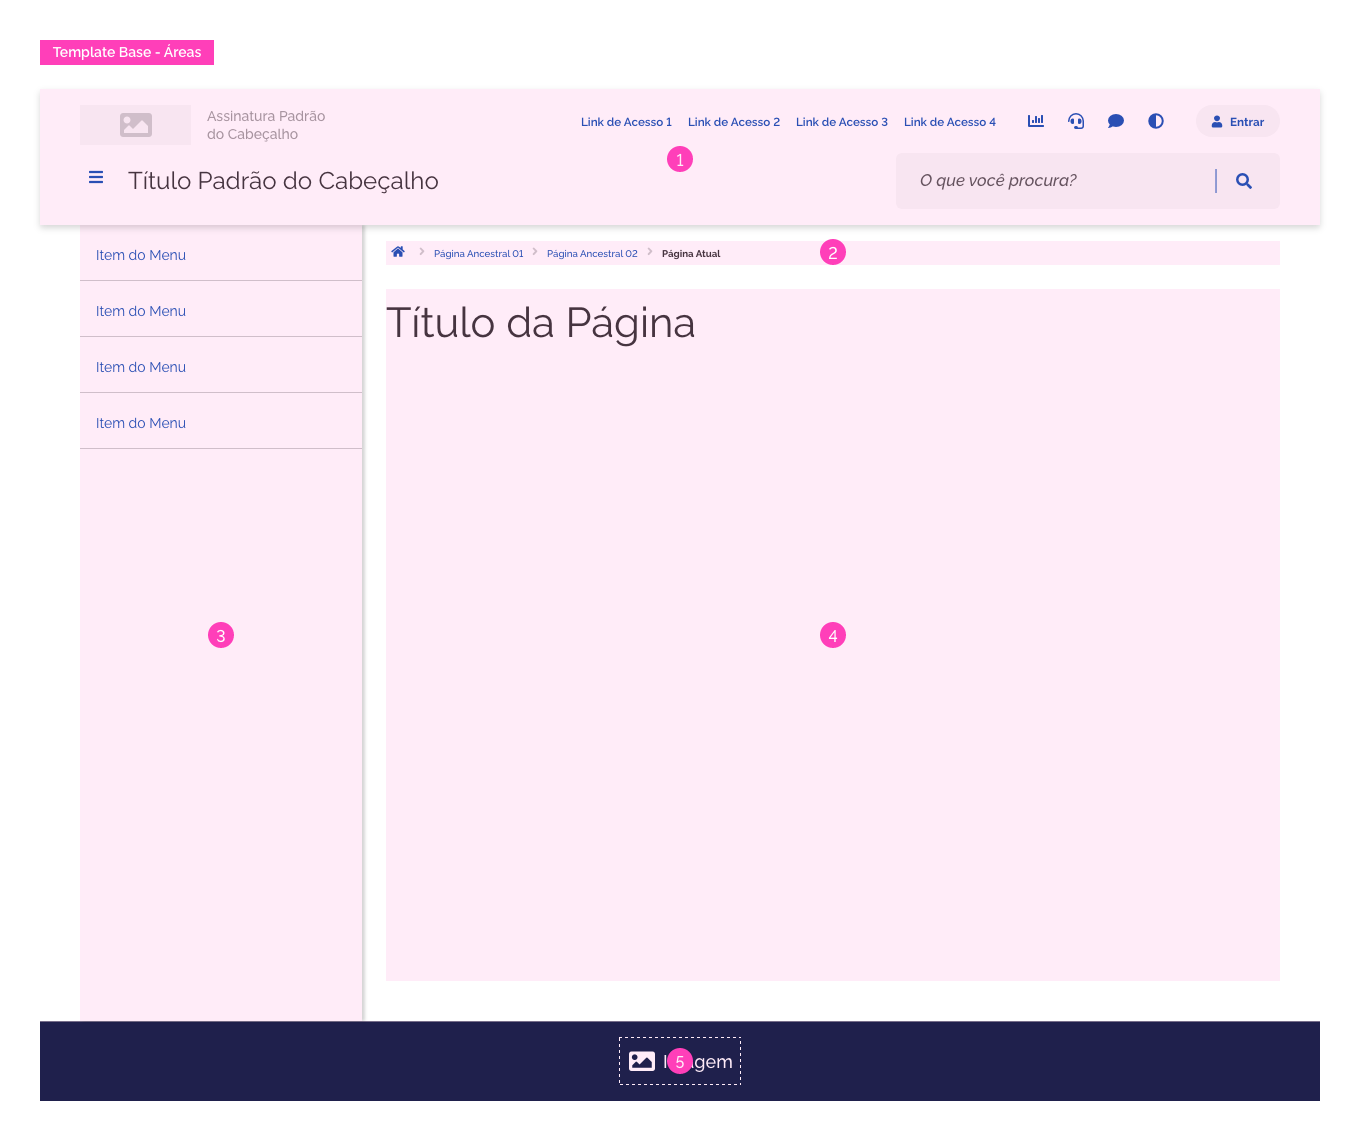 Template Base - Áreas
Assinatura Padrão
do Cabeçalho
Link de Acesso 1 Link de Acesso 2 Link de Acesso 3 Link de Acesso 4 Entrar
1
Título Padrão do Cabeçalho
O que você procura?
Item do Menu
Item do Menu
Item do Menu
Item do Menu
3
Página Ancestral 01 Página Ancestral 02 Página Atual
2
Título da Página
4
5